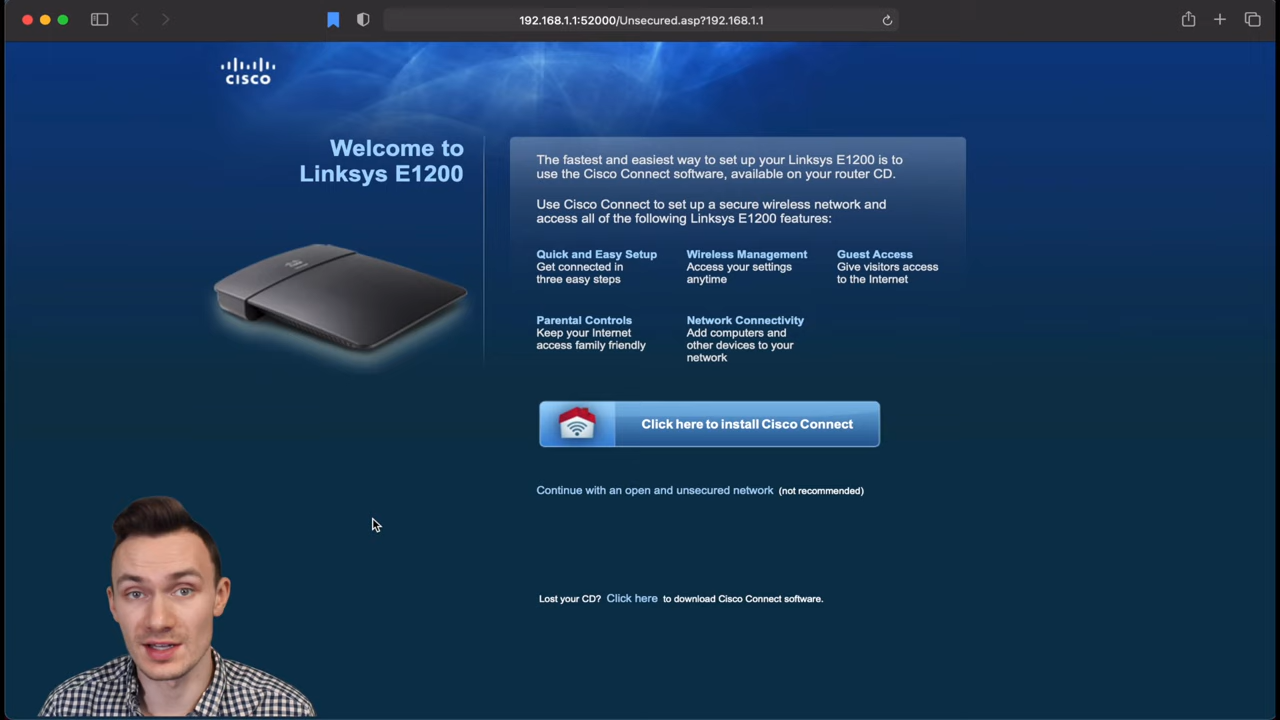 192.168.1.1:52000/Unsecured.asp?192.168.1.1
CISCO
Welcome to
Linksys E1200
The fastest and easiest way to set up your Linksys E1200 is to
use the Cisco Connect software, available on your router CD.
Use Cisco Connect to set up a secure wireless network and
access all of the following Linksys E1200 features:
Quick and Easy Setup
Get connected in
three easy steps
Wireless Management
Access your settings
anytime
Guest Access
Give visitors access
to the Internet
Parental Controls
Keep your Internet
access family friendly
Network Connectivity
Add computers and
other devices to your
network
Click here to install Cisco Connect
Continue with an open and unsecured network (not recommended)
Lost your CD? Click here to download Cisco Connect software.